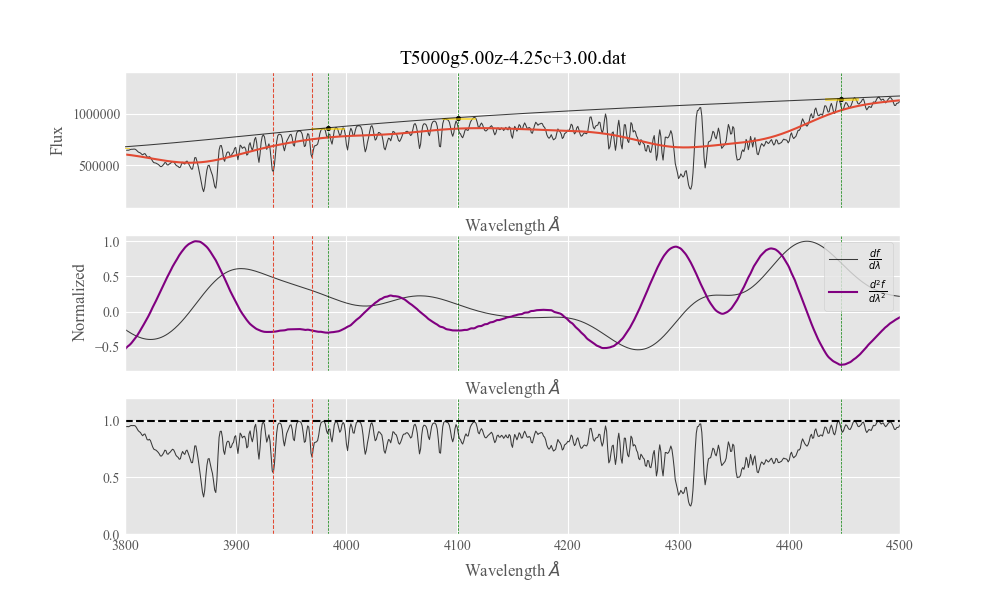 T5000g5.00z-4.25c+3.00.dat
Flux
1000000
500000
Wavelength Å
Normalized
1.0
0.5
0.0
−0.5
df/dλ
d²f/dλ²
Wavelength Å
1.0
0.5
0.0
3800 3900 4000 4100 4200 4300 4400 4500
Wavelength Å